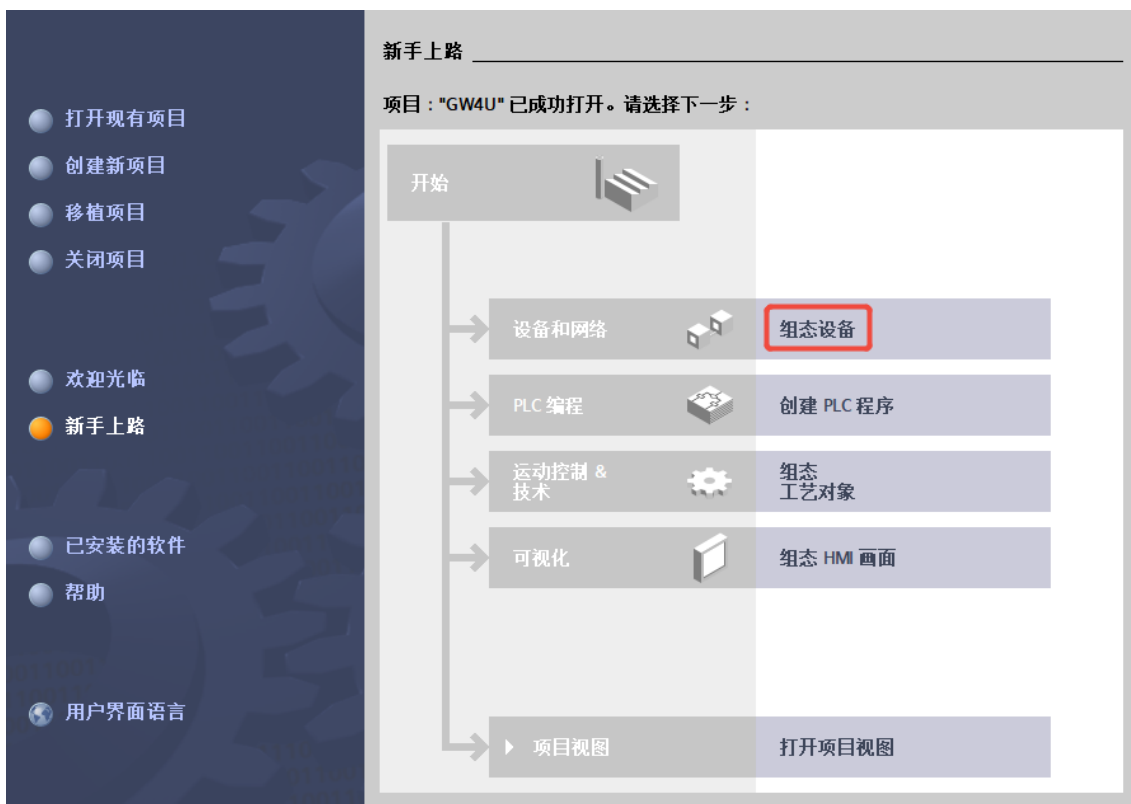 打开现有项目
创建新项目
移植项目
关闭项目
欢迎光临
新手上路
已安装的软件
帮助
用户界面语言
新手上路
项目："GW4U" 已成功打开。请选择下一步：
开始
设备和网络
组态设备
PLC 编程
创建 PLC 程序
运动控制 &
技术
组态
工艺对象
可视化
组态 HMI 画面
项目视图
打开项目视图